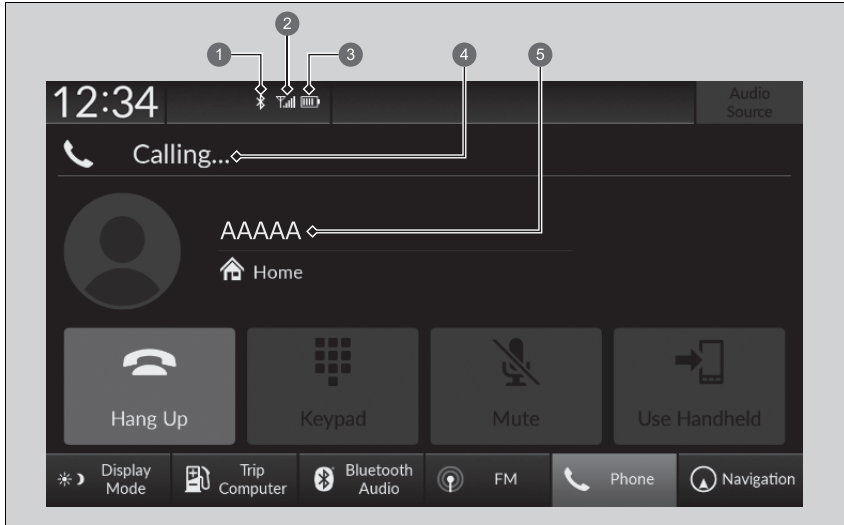 1
2
3
4
5
12:34
Audio
Source
Calling...
AAAAA
Home
Hang Up
Keypad
Mute
Use Handheld
Display
Mode
Trip
Computer
Bluetooth
Audio
FM
Phone
Navigation